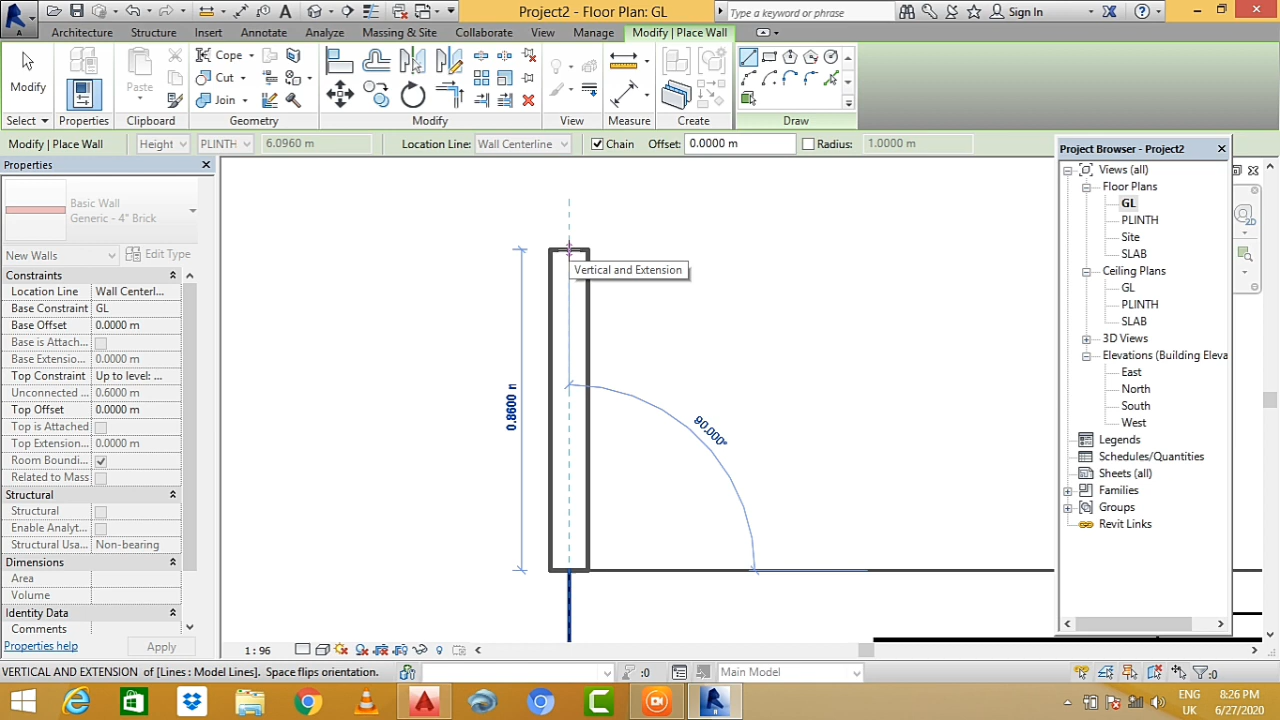 Project2 - Floor Plan: GL
Type a keyword or phrase
Sign In
Architecture Structure Insert Annotate Analyze Massing & Site Collaborate View Manage Modify | Place Wall
Modify
Paste
Cope
Cut
Join
Select Properties Clipboard Geometry Modify View Measure Create Draw
Modify | Place Wall Height PLINTH 6.0960 m Location Line: Wall Centerline Chain Offset: 0.0000 m Radius: 1.0000 m
Properties
Basic Wall
Generic - 4" Brick
New Walls Edit Type
Constraints
Location Line Wall Centerl...
Base Constraint GL
Base Offset 0.0000 m
Base is Attach...
Base Extensio... 0.0000 m
Top Constraint Up to level: ...
Unconnected ... 0.6000 m
Top Offset 0.0000 m
Top is Attached
Top Extension... 0.0000 m
Room Boundi...
Related to Mass
Structural
Structural
Enable Analyt...
Structural Usa... Non-bearing
Dimensions
Area
Volume
Identity Data
Comments
Properties help Apply
Vertical and Extension
0.8600 m
90.000°
Project Browser - Project2
Views (all)
Floor Plans
GL
PLINTH
Site
SLAB
Ceiling Plans
GL
PLINTH
SLAB
3D Views
Elevations (Building Eleva
East
North
South
West
Legends
Schedules/Quantities
Sheets (all)
Families
Groups
Revit Links
1 : 96
VERTICAL AND EXTENSION of [Lines : Model Lines]. Space flips orientation.
:0
Main Model
:0
ENG
UK
8:26 PM
6/27/2020